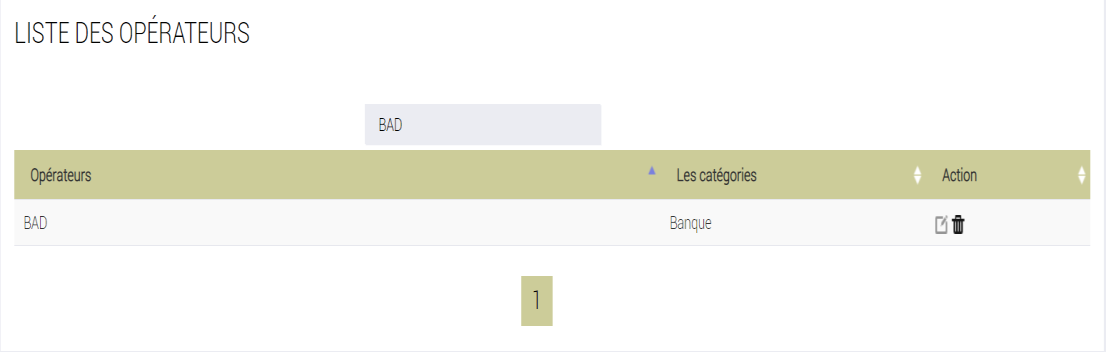 LISTE DES OPÉRATEURS
BAD
Opérateurs Les catégories Action
BAD Banque
1